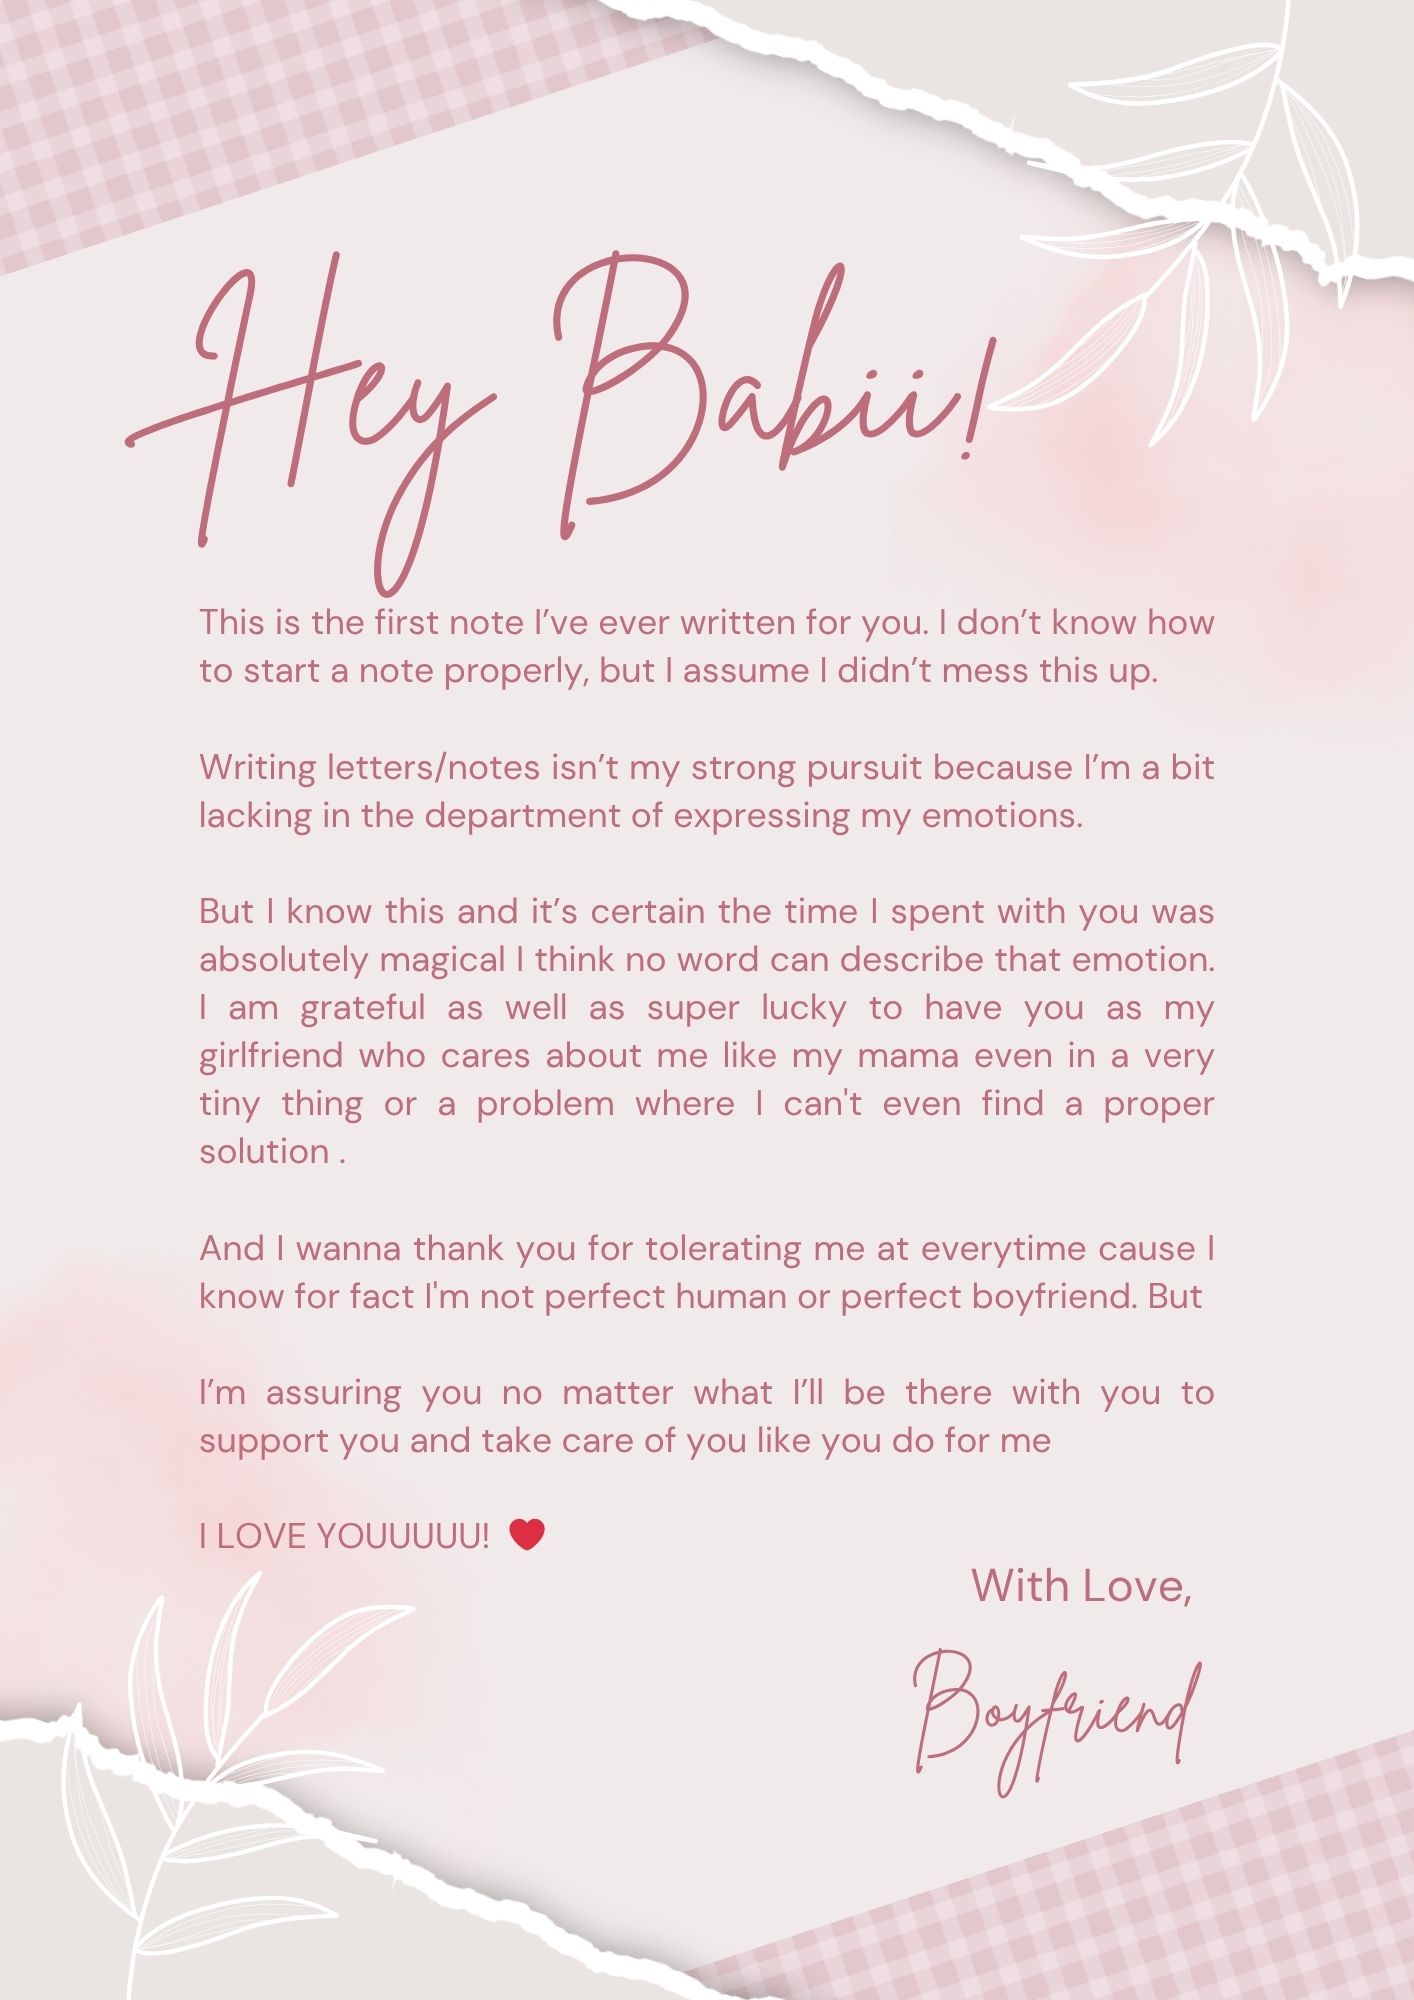 Hey Babii!
This is the first note I’ve ever written for you. I don’t know how
to start a note properly, but I assume I didn’t mess this up.
Writing letters/notes isn’t my strong pursuit because I’m a bit
lacking in the department of expressing my emotions.
But I know this and it’s certain the time I spent with you was
absolutely magical I think no word can describe that emotion.
I am grateful as well as super lucky to have you as my
girlfriend who cares about me like my mama even in a very
tiny thing or a problem where I can't even find a proper
solution .
And I wanna thank you for tolerating me at everytime cause I
know for fact I'm not perfect human or perfect boyfriend. But
I’m assuring you no matter what I’ll be there with you to
support you and take care of you like you do for me
I LOVE YOUUUUU! ❤️
With Love,
Boyfriend